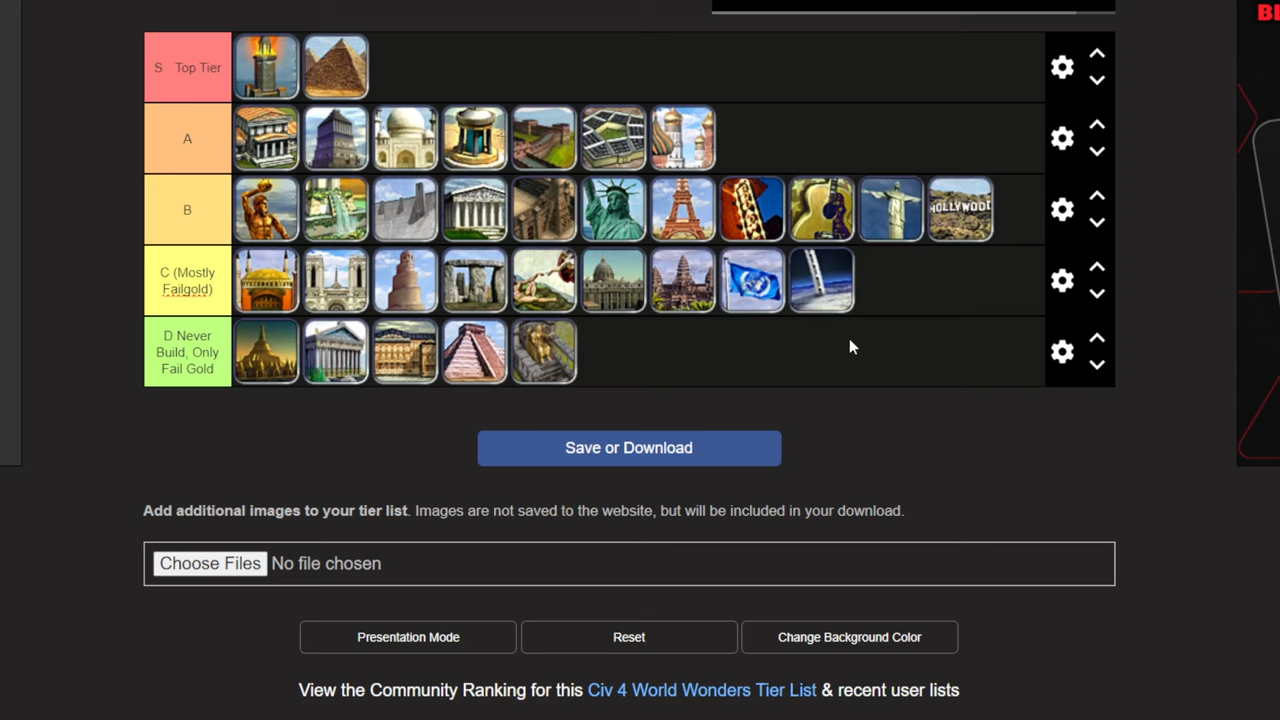 BL
S Top Tier
A
B
HOLLYWOOD
C (Mostly
Failgold)
D Never
Build, Only
Fail Gold
Save or Download
Add additional images to your tier list. Images are not saved to the website, but will be included in your download.
Choose Files No file chosen
Presentation Mode
Reset
Change Background Color
View the Community Ranking for this Civ 4 World Wonders Tier List & recent user lists